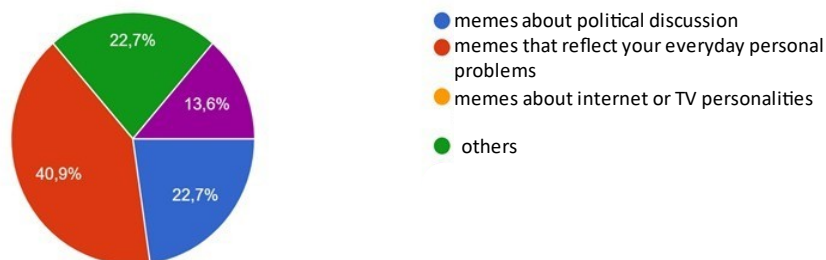 22,7%
13,6%
40,9%
22,7%
memes about political discussion
memes that reflect your everyday personal
problems
memes about internet or TV personalities
others